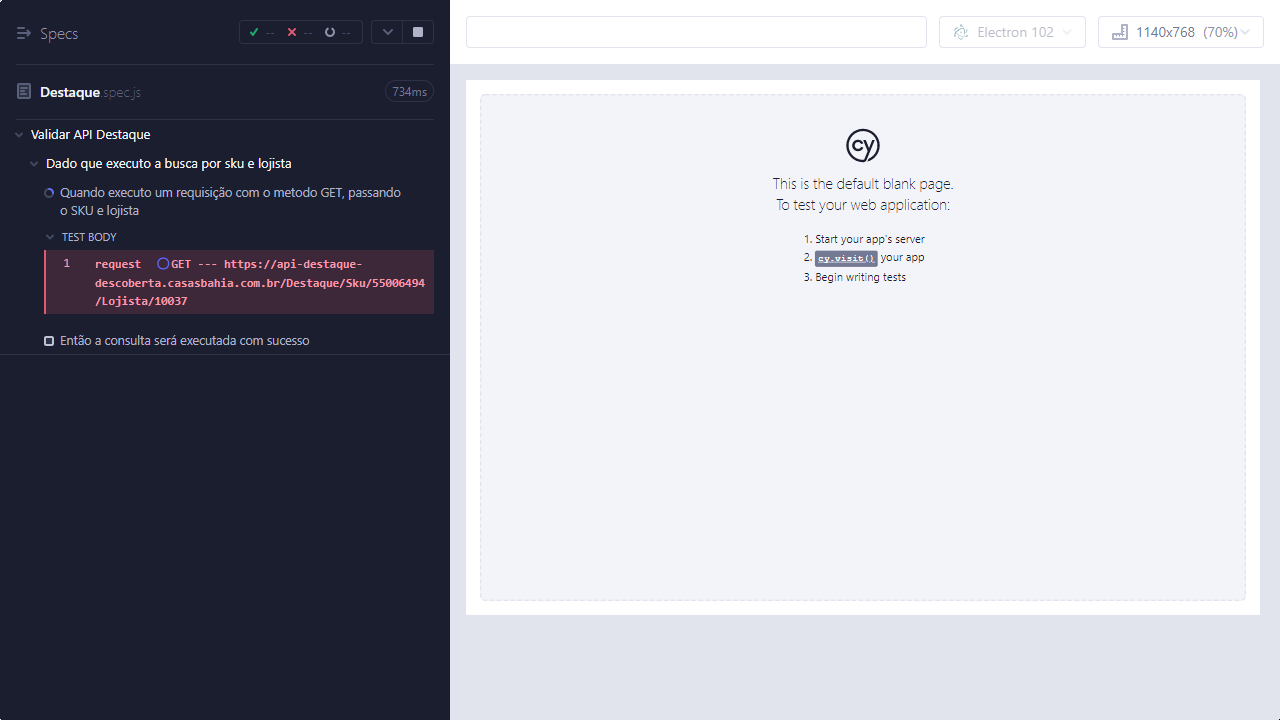 Specs
-- -- --
Electron 102
1140x768 (70%)
Destaque.spec.js
734ms
Validar API Destaque
Dado que executo a busca por sku e lojista
Quando executo um requisição com o metodo GET, passando
o SKU e lojista
TEST BODY
1 request GET --- https://api-destaque-
descoberta.casasbahia.com.br/Destaque/Sku/55006494
/Lojista/10037
Então a consulta será executada com sucesso
cy
This is the default blank page.
To test your web application:
1. Start your app's server
2. cy.visit() your app
3. Begin writing tests